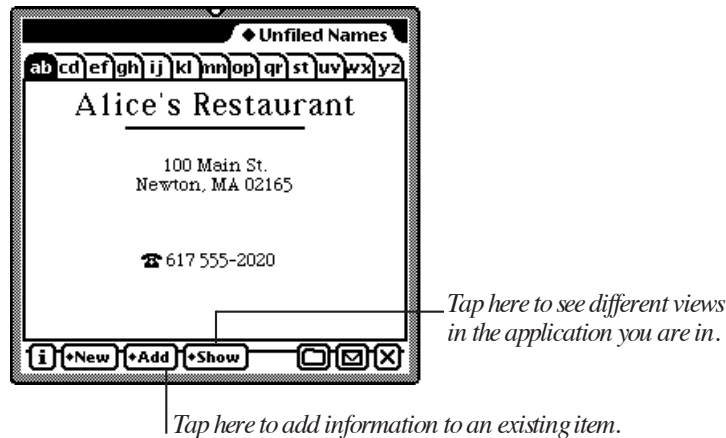 ◆Unfiled Names
ab cd ef gh ij kl mn op qr st uv wx yz
Alice's Restaurant
100 Main St.
Newton, MA 02165
☎ 617 555-2020
Tap here to see different views
in the application you are in.
i ◆New ◆Add ◆Show X
Tap here to add information to an existing item.